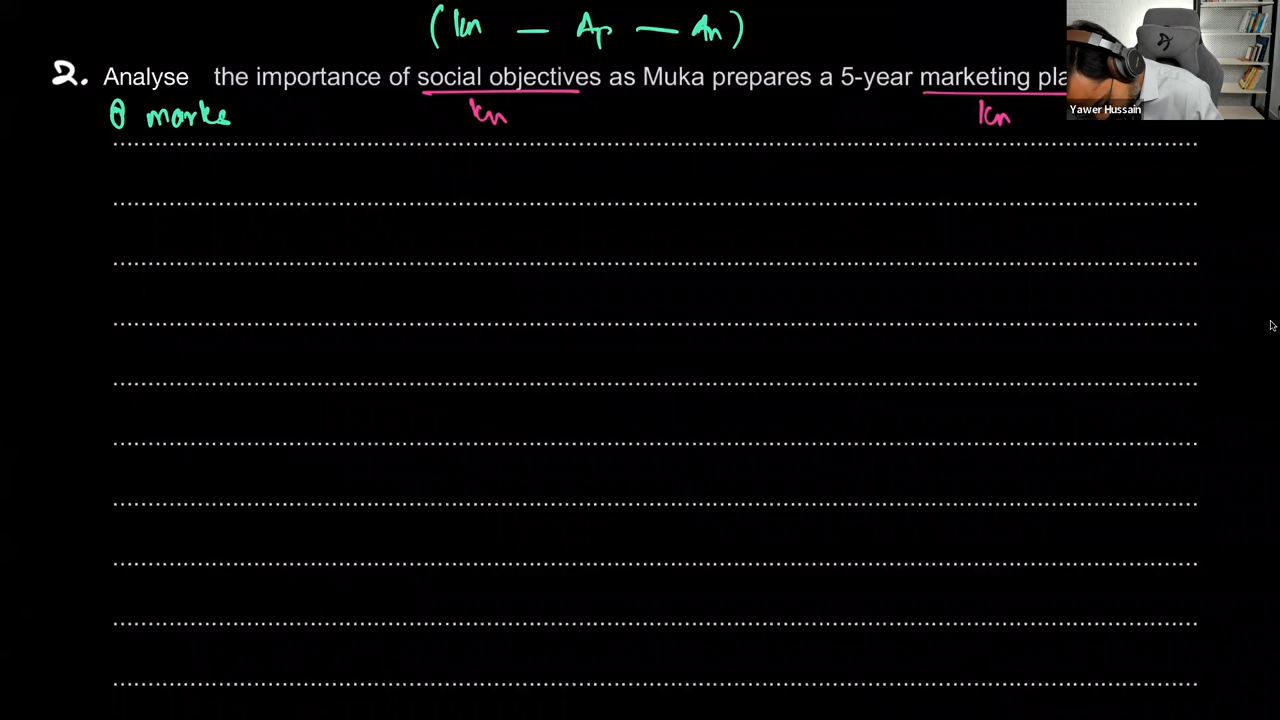 (kn — Ap — An)
2. Analyse the importance of social objectives as Muka prepares a 5-year marketing pla
8 marks kn kn
Yawer Hussain